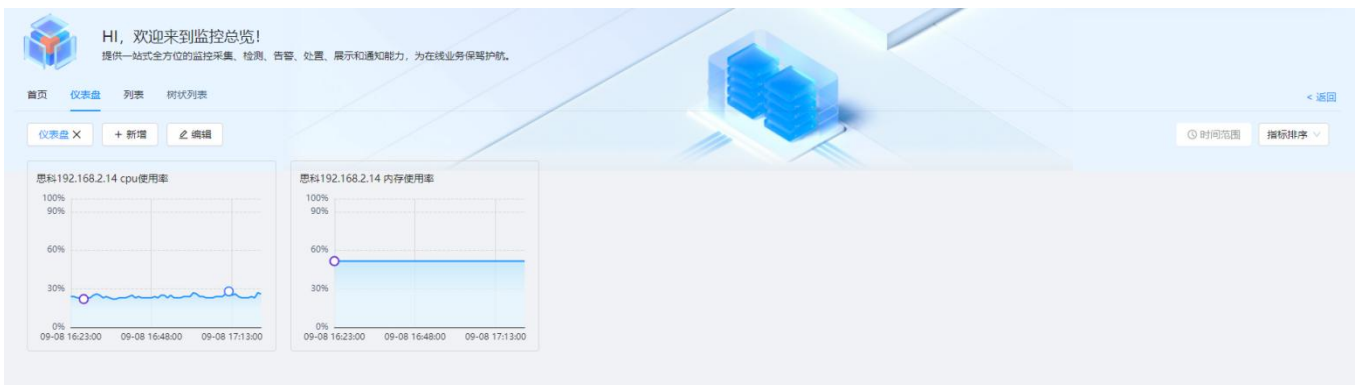 HI，欢迎来到监控总览!
提供一站式全方位的监控采集、检测、告警、处置、展示和通知能力，为在线业务保驾护航。
首页 仪表盘 列表 树状列表 < 返回
仪表盘 X + 新增 编辑 时间范围 指标排序
思科192.168.2.14 cpu使用率
100%
90%
60%
30%
0%
09-08 16:23:00 09-08 16:48:00 09-08 17:13:00
思科192.168.2.14 内存使用率
100%
90%
60%
30%
0%
09-08 16:23:00 09-08 16:48:00 09-08 17:13:00